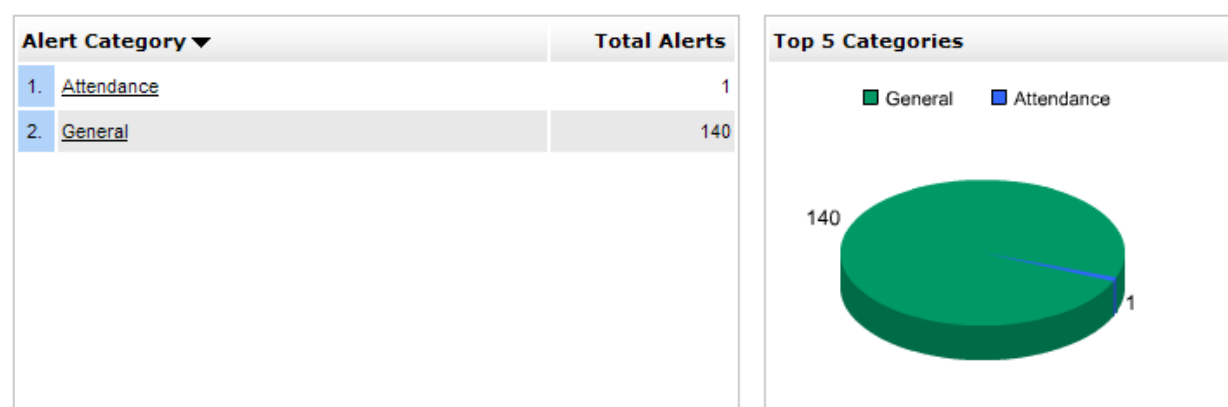 Alert Category Total Alerts
1. Attendance 1
2. General 140
Top 5 Categories
General Attendance
140
1